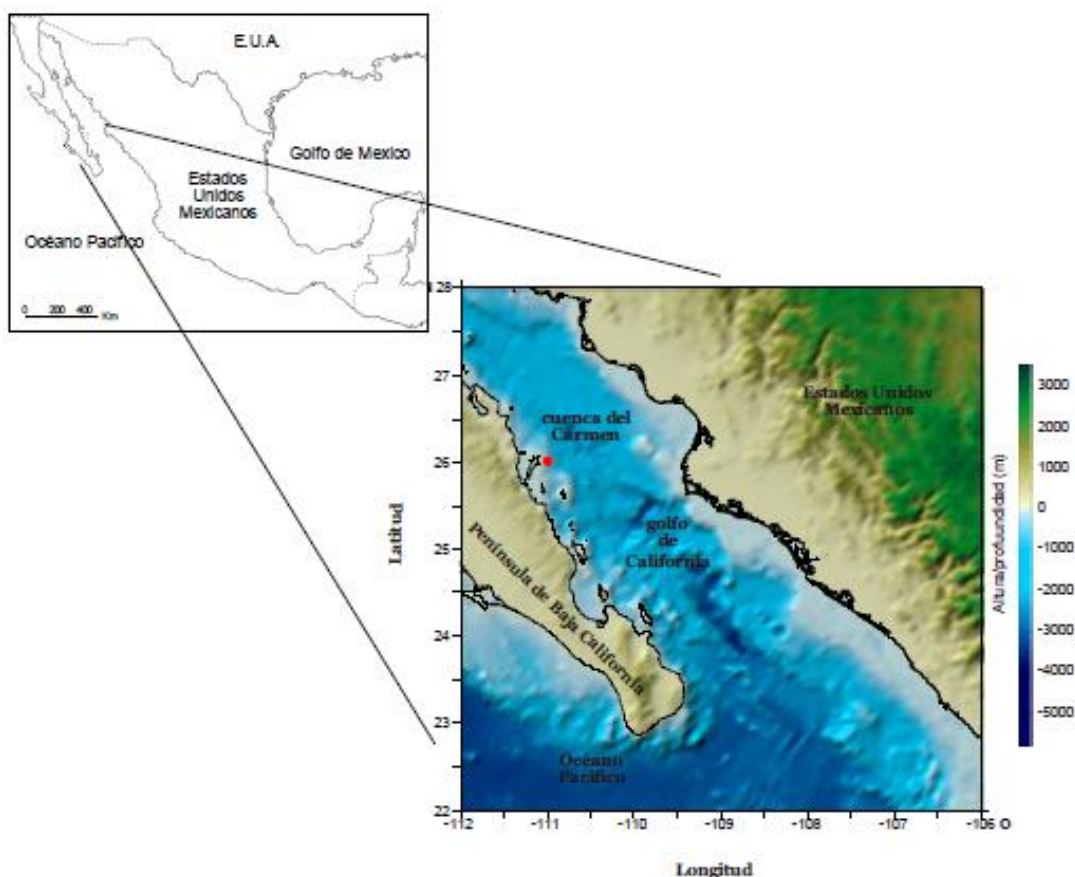 E.U.A.
Golfo de Mexico
Estados
Unidos
Mexicanos
Océano Pacífico
0 200 400
Km
28
27
26
25
24
23
22
Latitud
-112 -111 -110 -109 -108 -107 -106 O
Longitud
cuenca del
Cármen
Estados Unidos
Mexicanos
golfo
de
California
Península de Baja California
Océano
Pacífico
3000
2000
1000
0
-1000
-2000
-3000
-4000
-5000
Altura/profuundidad (m)